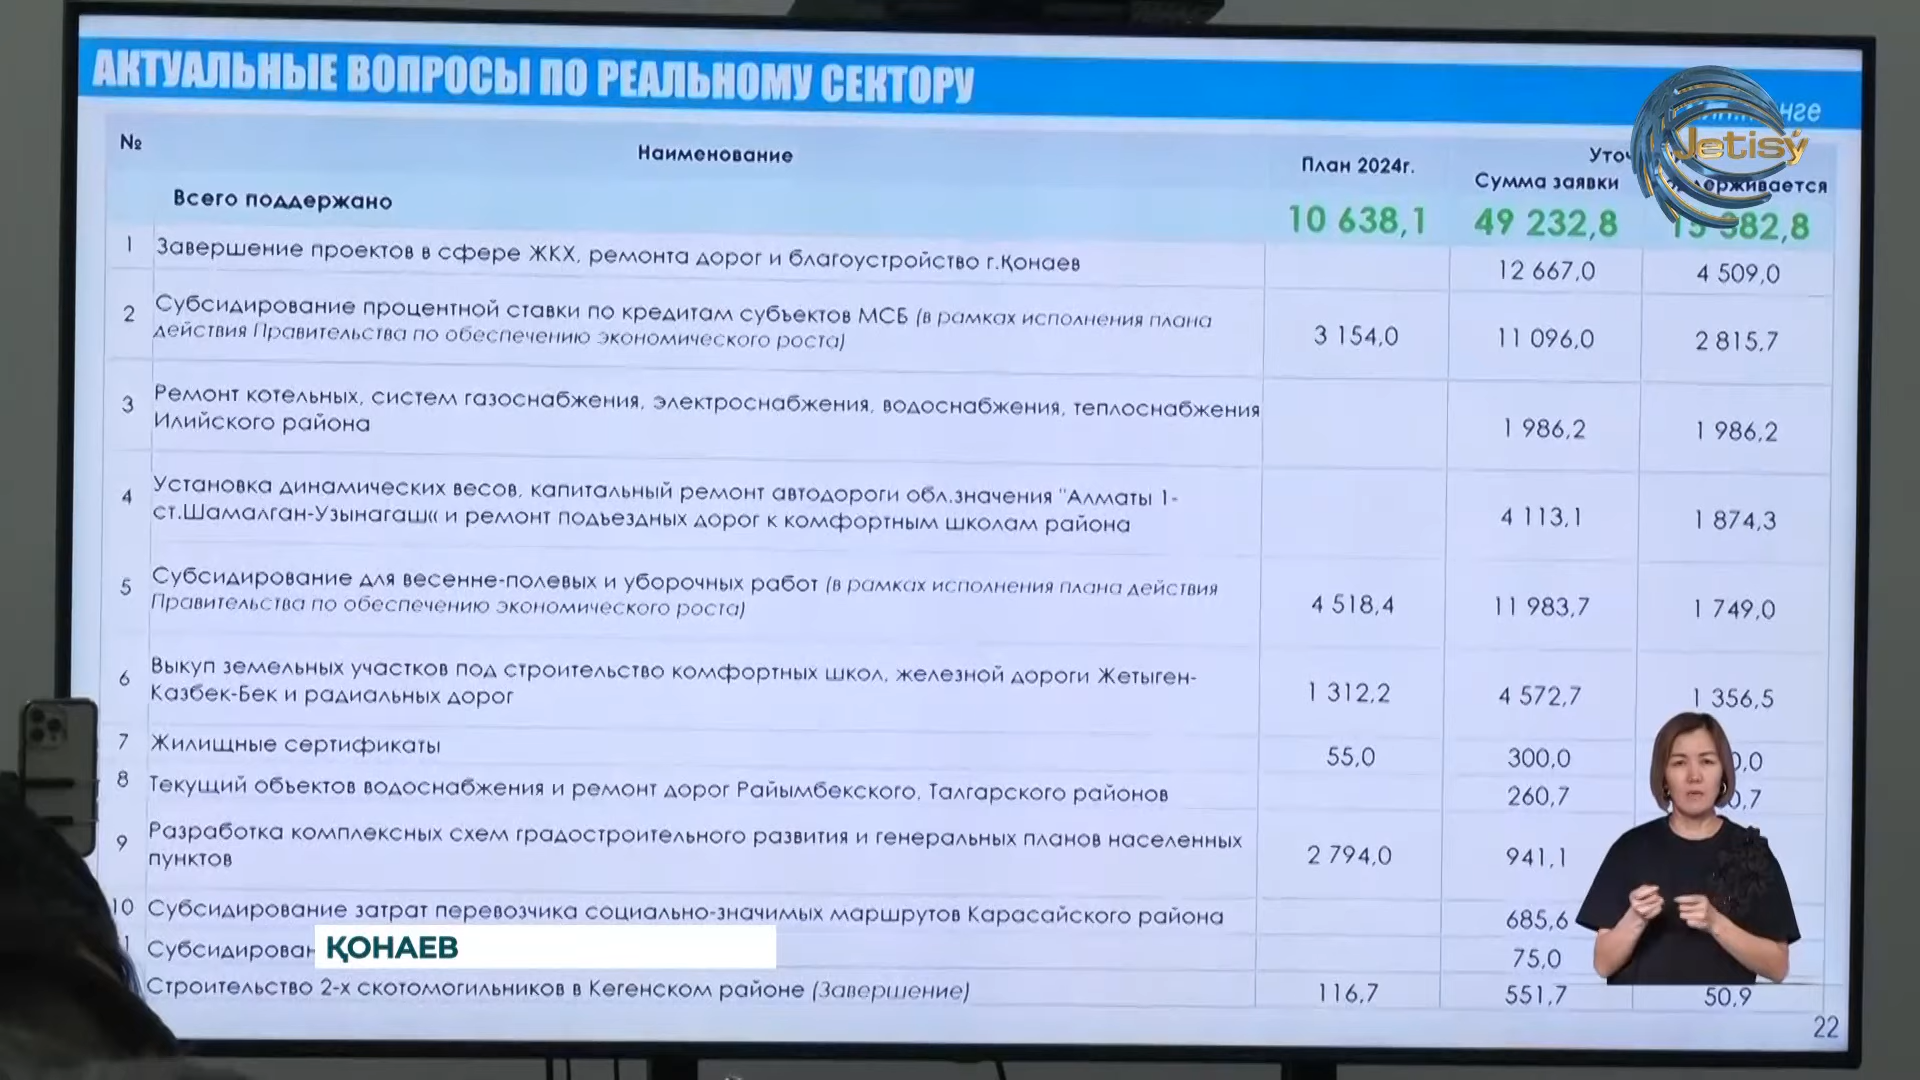 АКТУАЛЬНЫЕ ВОПРОСЫ ПО РЕАЛЬНОМУ СЕКТОРУ
Jetisý
№ Наименование План 2024г. Сумма заявки
Всего поддержано 10 638,1 49 232,8
1 Завершение проектов в сфере ЖКХ, ремонта дорог и благоустройство г.Қонаев 12 667,0 4 509,0
2 Субсидирование процентной ставки по кредитам субъектов МСБ (в рамках исполнения плана
действия Правительства по обеспечению экономического роста) 3 154,0 11 096,0 2 815,7
3 Ремонт котельных, систем газоснабжения, электроснабжения, водоснабжения, теплоснабжения
Илийского района 1 986,2 1 986,2
4 Установка динамических весов, капитальный ремонт автодороги обл.значения "Алматы 1-
ст.Шамалган-Узынагаш« и ремонт подъездных дорог к комфортным школам района 4 113,1 1 874,3
5 Субсидирование для весенне-полевых и уборочных работ (в рамках исполнения плана действия
Правительства по обеспечению экономического роста) 4 518,4 11 983,7 1 749,0
6 Выкуп земельных участков под строительство комфортных школ, железной дороги Жетыген-
Казбек-Бек и радиальных дорог 1 312,2 4 572,7 1 356,5
7 Жилищные сертификаты 55,0 300,0
8 Текущий объектов водоснабжения и ремонт дорог Райымбекского, Талгарского районов 260,7
9 Разработка комплексных схем градостроительного развития и генеральных планов населенных
пунктов 2 794,0 941,1
10 Субсидирование затрат перевозчика социально-значимых маршрутов Карасайского района 685,6
75,0
ҚОНАЕВ
Строительство 2-х скотомогильников в Кегенском районе (Завершение) 116,7 551,7 50,9
22